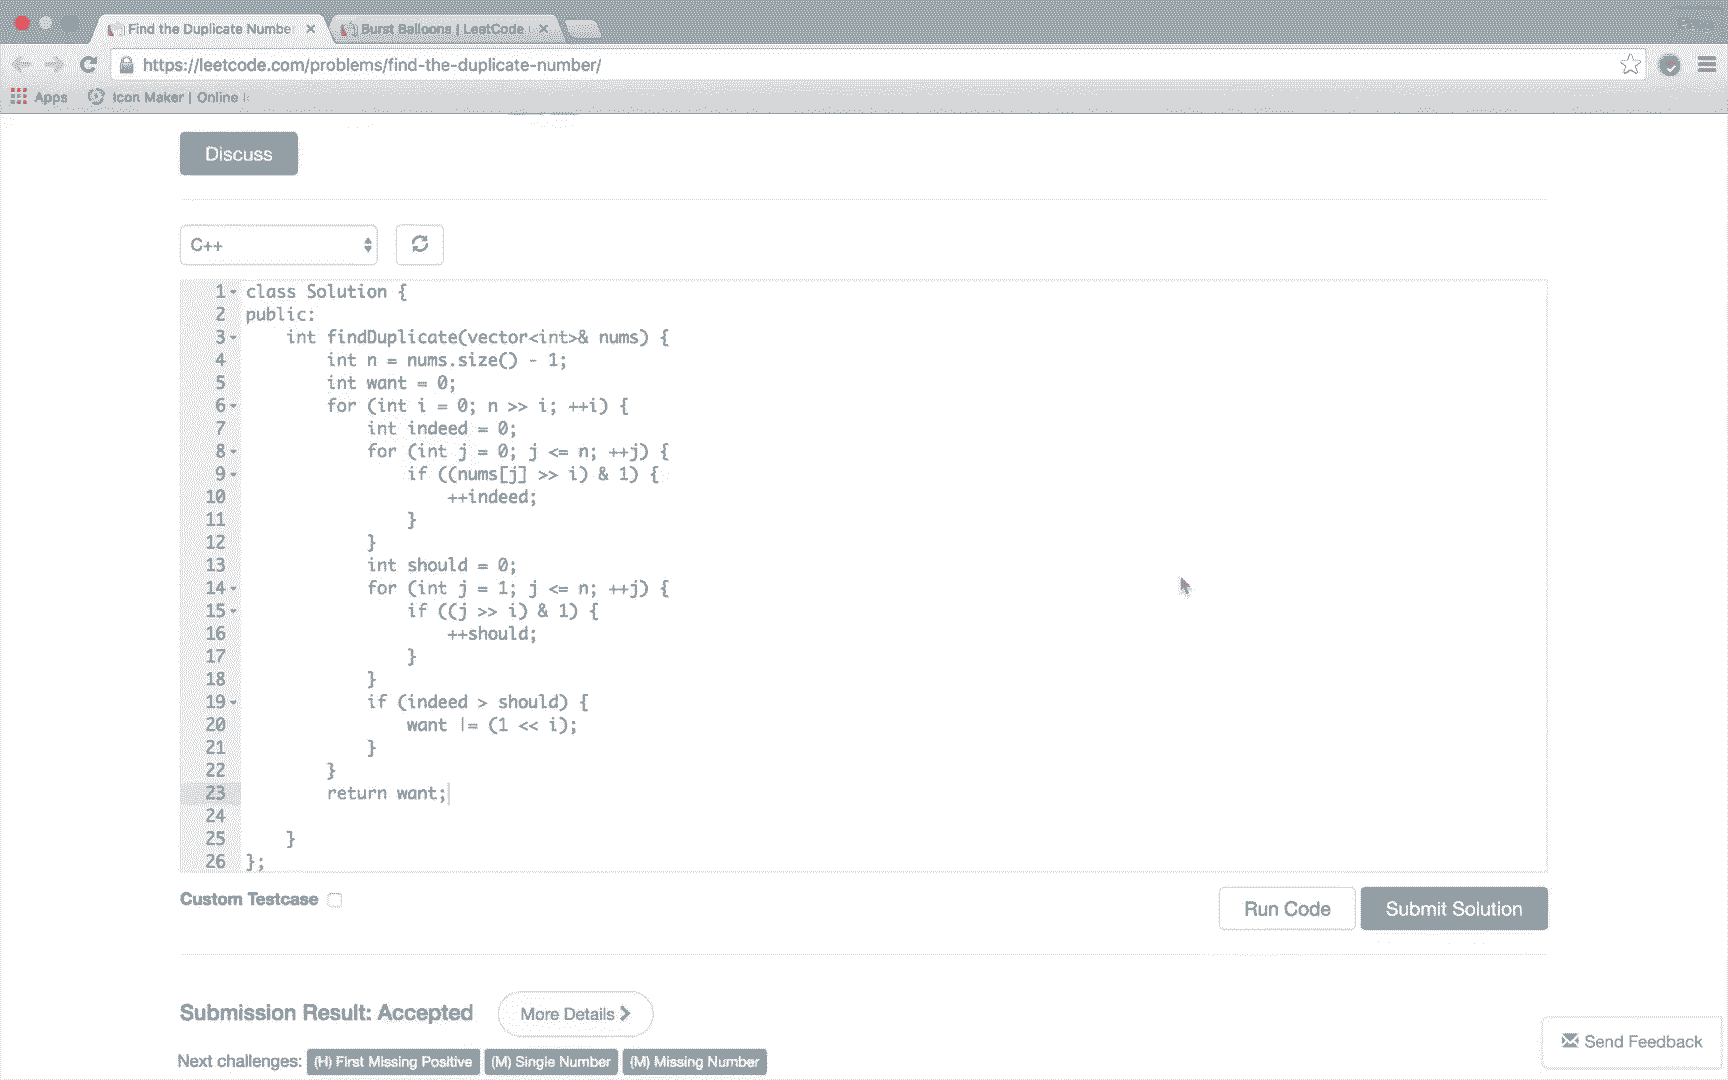 Find the Duplicate Numbe
Burst Balloons | LeetCode
https://leetcode.com/problems/find-the-duplicate-number/
Apps
Icon Maker | Online I
Discuss
C++
1 class Solution {
2 public:
3     int findDuplicate(vector<int>& nums) {
4         int n = nums.size() - 1;
5         int want = 0;
6         for (int i = 0; n >> i; ++i) {
7             int indeed = 0;
8             for (int j = 0; j <= n; ++j) {
9                 if ((nums[j] >> i) & 1) {
10                     ++indeed;
11                 }
12             }
13             int should = 0;
14             for (int j = 1; j <= n; ++j) {
15                 if ((j >> i) & 1) {
16                     ++should;
17                 }
18             }
19             if (indeed > should) {
20                 want |= (1 << i);
21             }
22         }
23         return want;
24
25     }
26 };
Custom Testcase
Run Code
Submit Solution
Submission Result: Accepted
More Details
Next challenges: (H) First Missing Positive (M) Single Number (M) Missing Number
Send Feedback